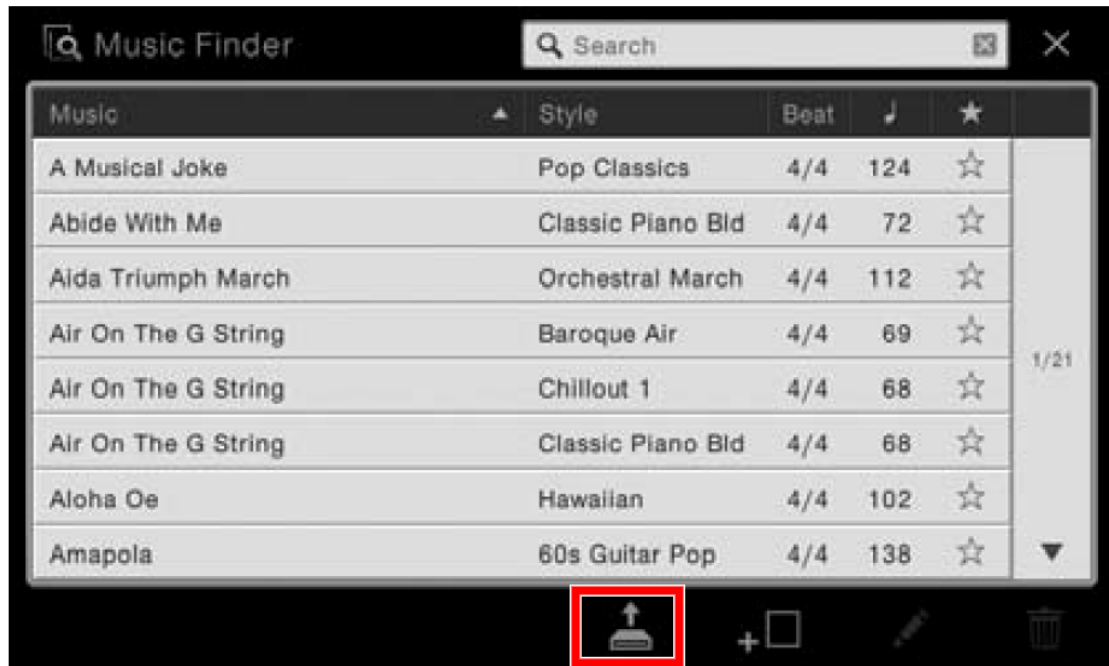 Music Finder Search
Music Style Beat
A Musical Joke Pop Classics 4/4 124
Abide With Me Classic Piano Bld 4/4 72
Aida Triumph March Orchestral March 4/4 112
Air On The G String Baroque Air 4/4 69
Air On The G String Chillout 1 4/4 68
Air On The G String Classic Piano Bld 4/4 68
Aloha Oe Hawaiian 4/4 102
Amapola 60s Guitar Pop 4/4 138
1/21